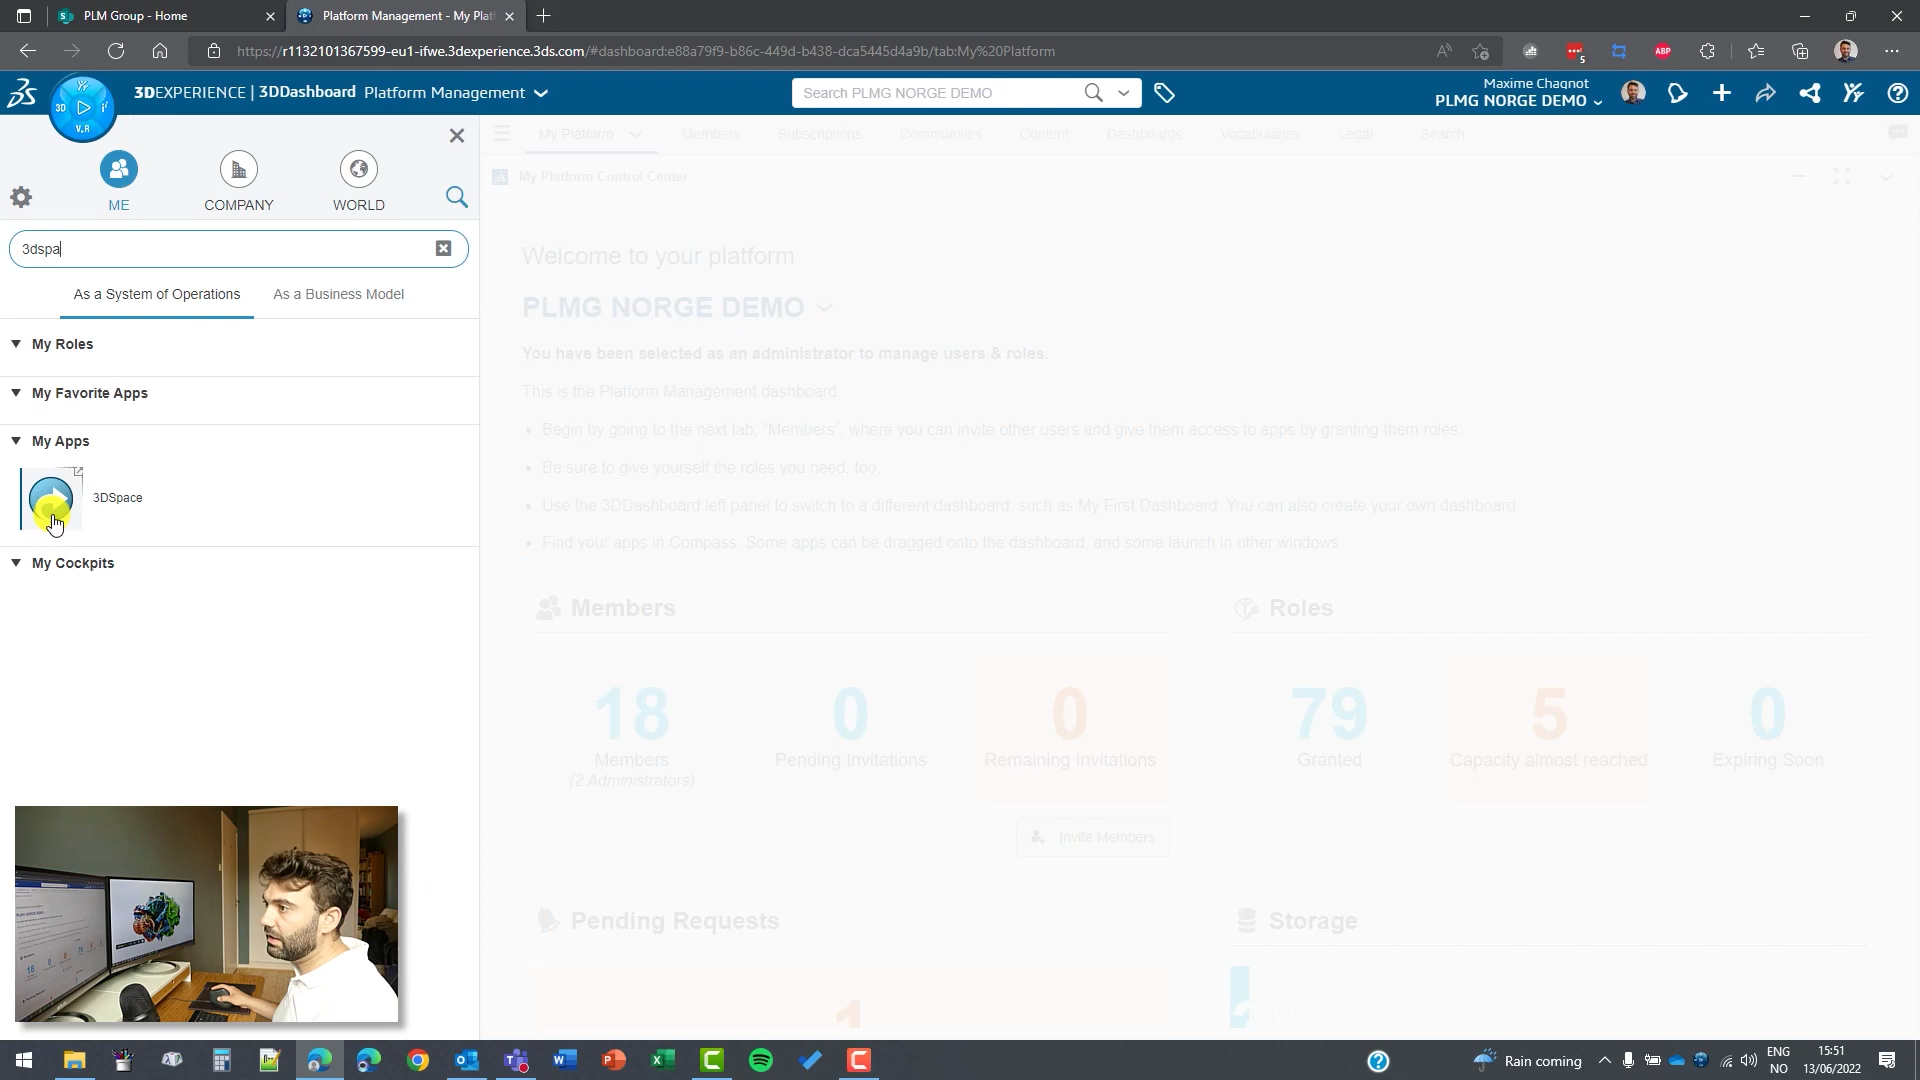 PLM Group - Home
Platform Management - My Plat
https://r1132101367599-eu1-ifwe.3dexperience.3ds.com/#dashboard:e88a79f9-b86c-449d-b438-dca5445d4a9b/tab:My%20Platform
5
ABP
3DEXPERIENCE | 3DDashboard Platform Management
Search PLMG NORGE DEMO
Maxime Chagnot
PLMG NORGE DEMO
3D
V.R
ME
COMPANY
WORLD
3dspa
As a System of Operations
As a Business Model
My Roles
My Favorite Apps
My Apps
3DSpace
My Cockpits
My Platform
Members
Subscriptions
Communities
Content
Dashboards
Vocabularies
Legal
Search
My Platform Control Center
Welcome to your platform
PLMG NORGE DEMO
You have been selected as an administrator to manage users & roles.
This is the Platform Management dashboard.
• Begin by going to the next tab, "Members", where you can invite other users and give them access to apps by granting them roles.
• Be sure to give yourself the roles you need, too.
• Use the 3DDashboard left panel to switch to a different dashboard, such as My First Dashboard. You can also create your own dashboard.
• Find your apps in Compass. Some apps can be dragged onto the dashboard, and some launch in other windows.
Members
18
Members
(2 Administrators)
0
Pending Invitations
0
Remaining Invitations
Invite Members
Roles
79
Granted
5
Capacity almost reached
0
Expiring Soon
Pending Requests
1
Storage
Rain coming
ENG
NO
15:51
13/06/2022